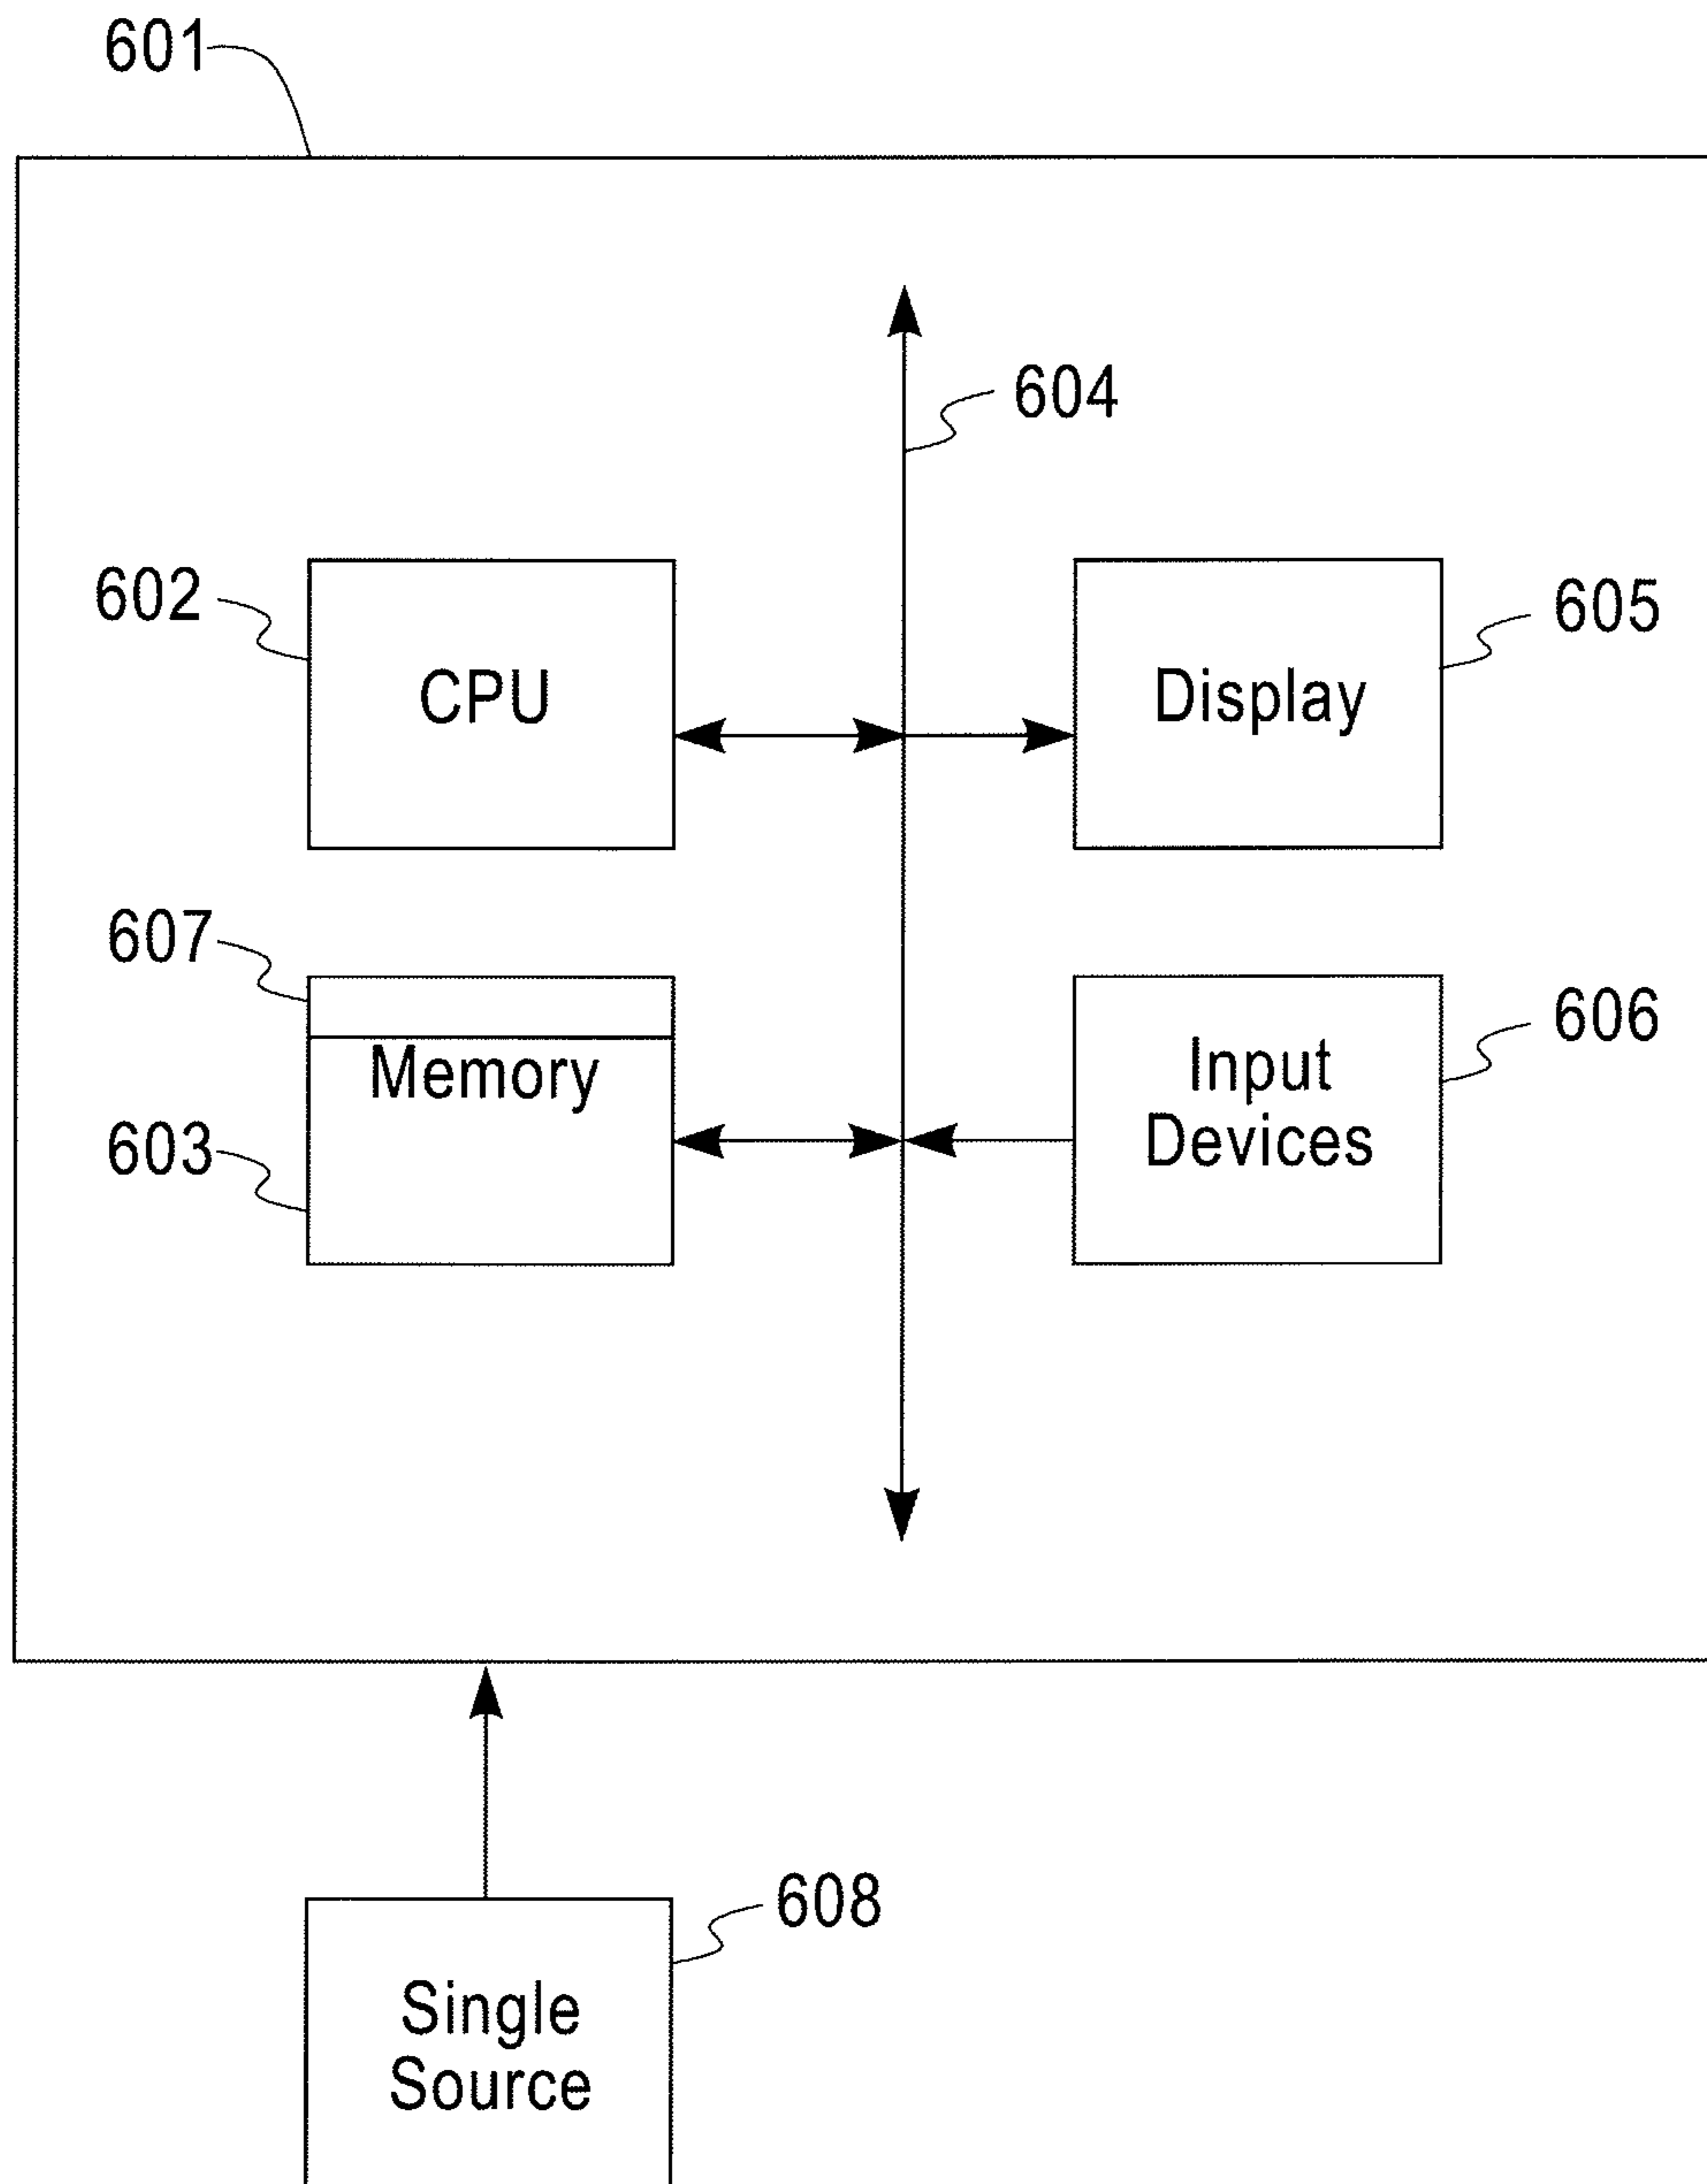 601
604
602
CPU
Display
605
607
Memory
603
Input
Devices
606
608
Single
Source